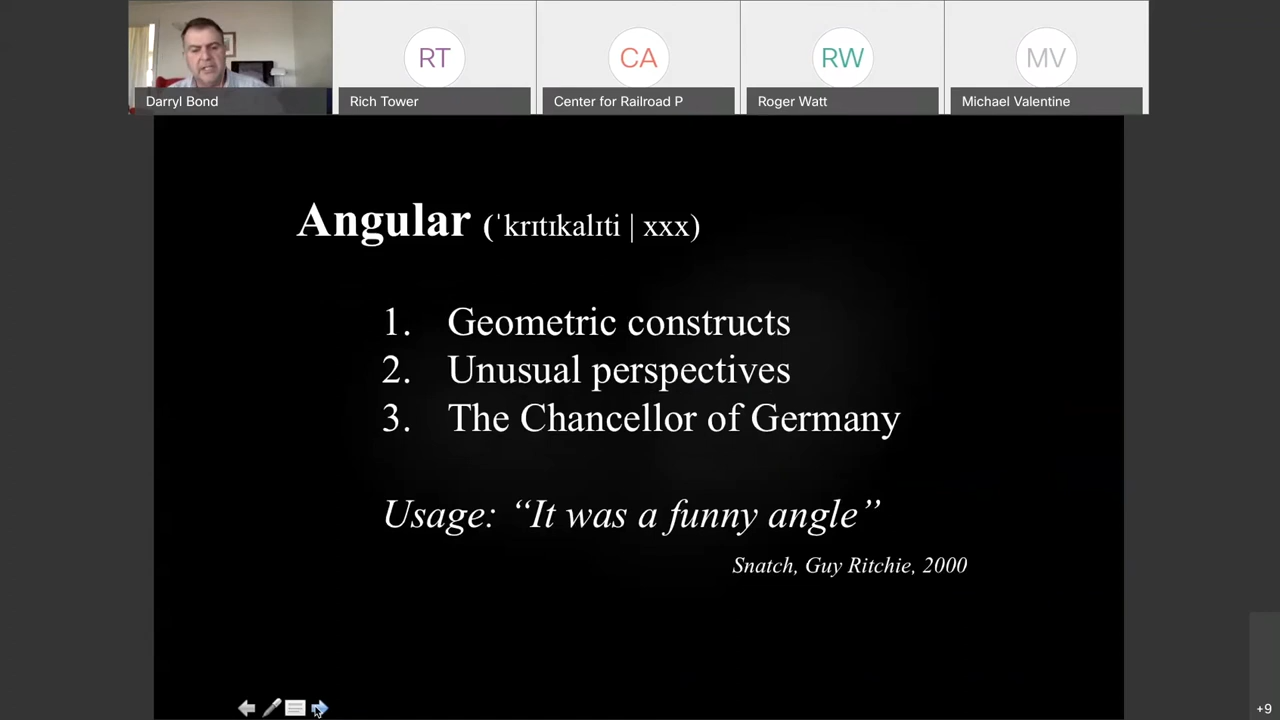 RT
CA
RW
MV
Darryl Bond
Rich Tower
Center for Railroad P
Roger Watt
Michael Valentine
Angular (ˈkrɪtɪkalɪti | xxx)
1. Geometric constructs
2. Unusual perspectives
3. The Chancellor of Germany
Usage: “It was a funny angle”
Snatch, Guy Ritchie, 2000
+9